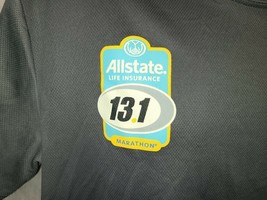 Allstate.
LIFE INSURANCE
13.1
MARATHON®